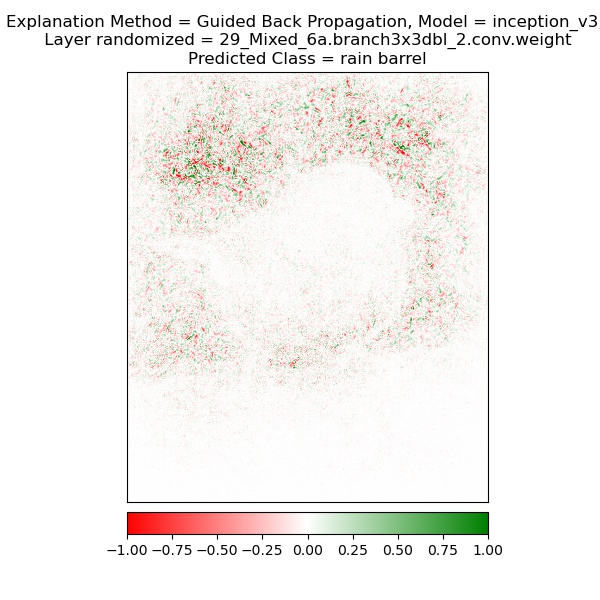 Explanation Method = Guided Back Propagation, Model = inception_v3
Layer randomized = 29_Mixed_6a.branch3x3dbl_2.conv.weight
Predicted Class = rain barrel
−1.00 −0.75 −0.50 −0.25 0.00 0.25 0.50 0.75 1.00